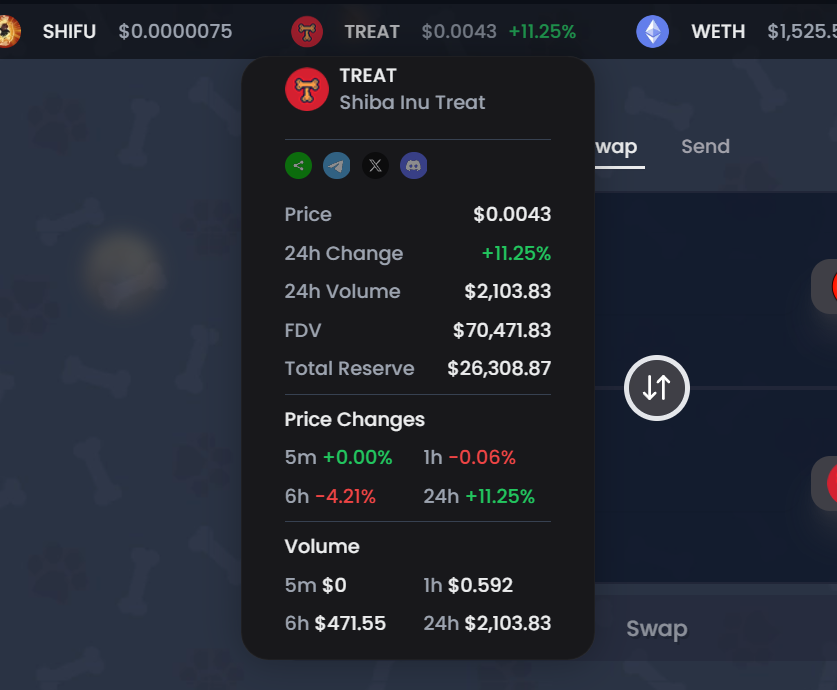 SHIFU $0.0000075 TREAT $0.0043 +11.25% WETH $1,525.5
TREAT
Shiba Inu Treat
wap Send
Price $0.0043
24h Change +11.25%
24h Volume $2,103.83
FDV $70,471.83
Total Reserve $26,308.87
Price Changes
5m +0.00% 1h -0.06%
6h -4.21% 24h +11.25%
Volume
5m $0 1h $0.592
6h $471.55 24h $2,103.83
Swap